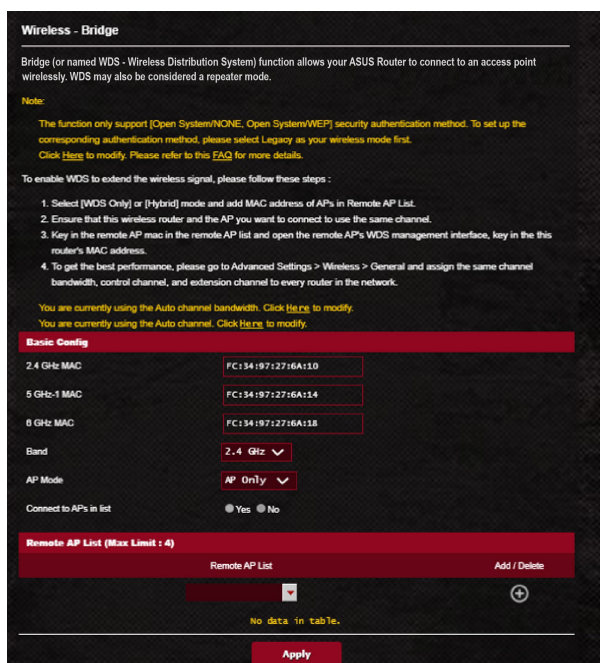 Wireless - Bridge
Bridge (or named WDS - Wireless Distribution System) function allows your ASUS Router to connect to an access point
wirelessly. WDS may also be considered a repeater mode.
Note:
The function only support [Open System/NONE, Open System/WEP] security authentication method. To set up the
corresponding authentication method, please select Legacy as your wireless mode first.
Click Here to modify. Please refer to this FAQ for more details.
To enable WDS to extend the wireless signal, please follow these steps :
1. Select [WDS Only] or [Hybrid] mode and add MAC address of APs in Remote AP List.
2. Ensure that this wireless router and the AP you want to connect to use the same channel.
3. Key in the remote AP mac in the remote AP list and open the remote AP's WDS management interface, key in the this
router's MAC address.
4. To get the best performance, please go to Advanced Settings > Wireless > General and assign the same channel
bandwidth, control channel, and extension channel to every router in the network.
You are currently using the Auto channel bandwidth. Click Here to modify.
You are currently using the Auto channel. Click Here to modify.
Basic Config
2.4 GHz MAC FC:34:97:27:6A:10
5 GHz-1 MAC FC:34:97:27:6A:14
6 GHz MAC FC:34:97:27:6A:18
Band 2.4 GHz
AP Mode AP Only
Connect to APs in list Yes No
Remote AP List (Max Limit : 4)
Remote AP List Add / Delete
No data in table.
Apply